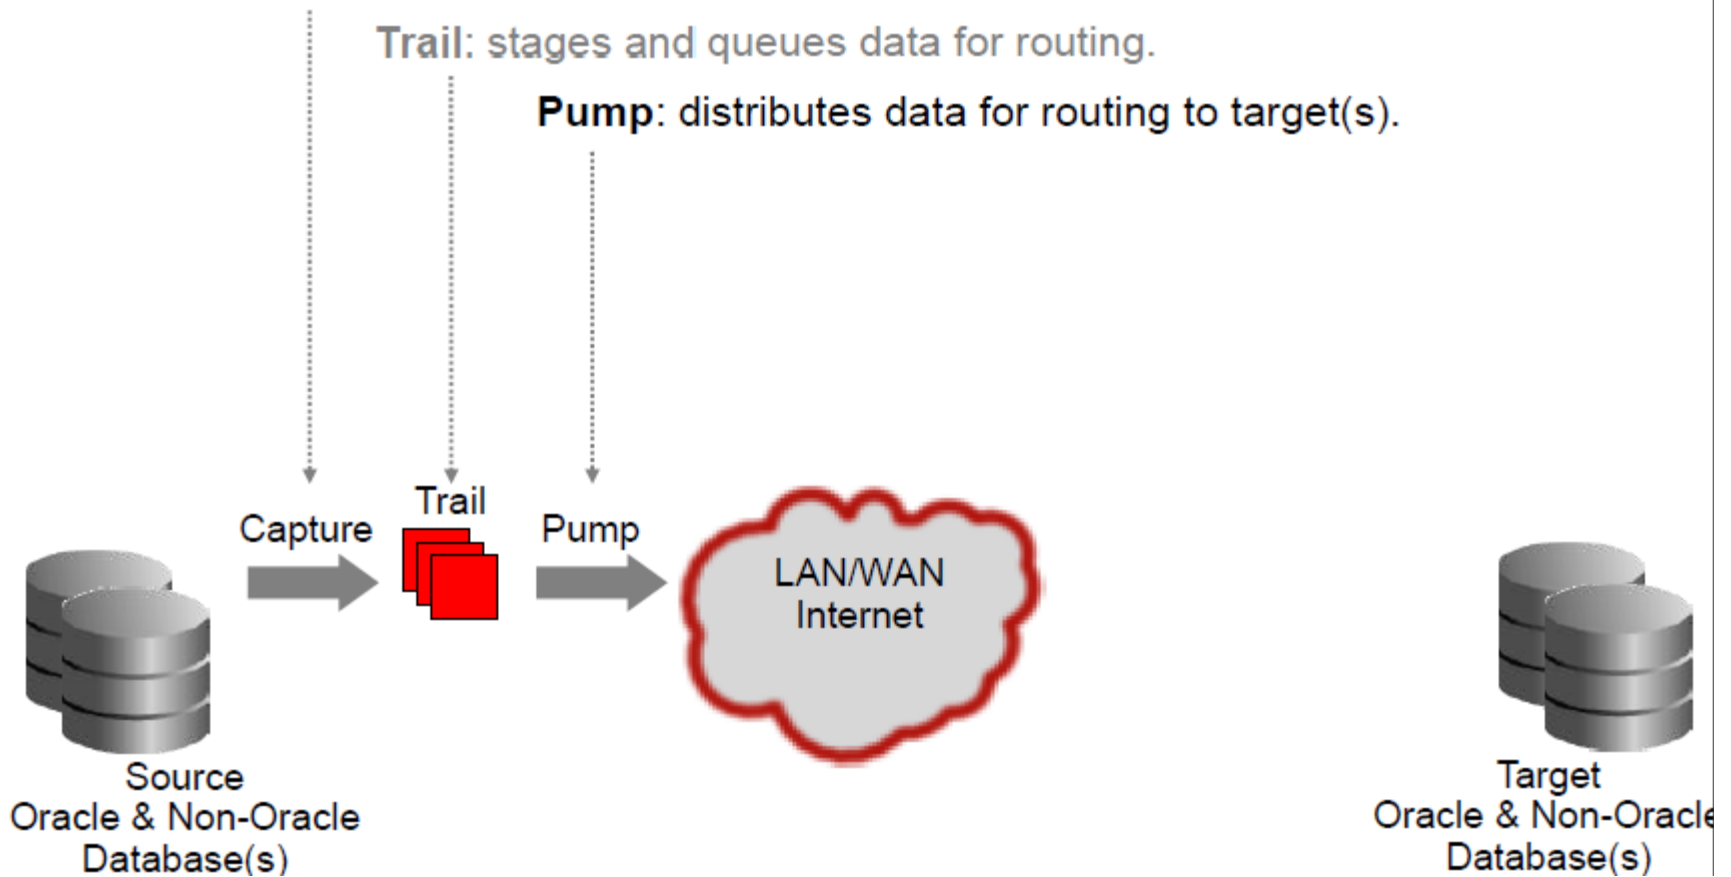 Trail: stages and queues data for routing.
Pump: distributes data for routing to target(s).
Trail
Capture
Pump
LAN/WAN
Internet
Source
Oracle & Non-Oracle
Database(s)
Target
Oracle & Non-Oracle
Database(s)